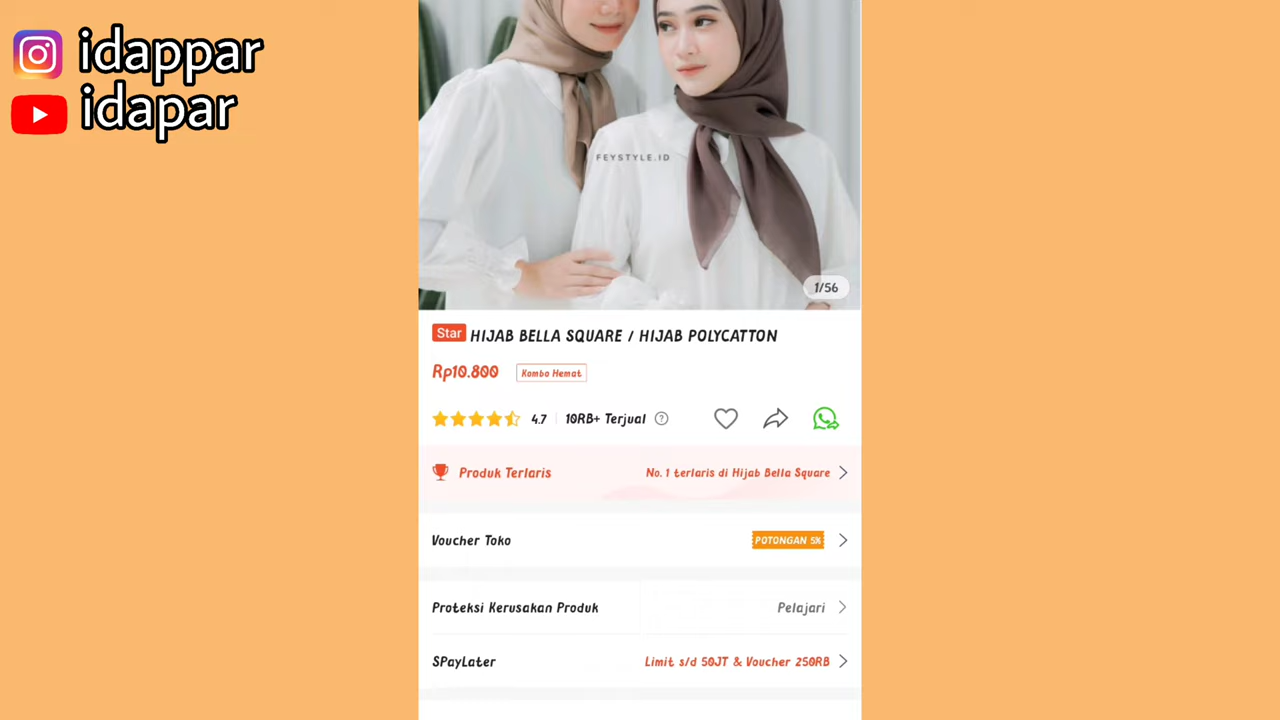 idappar
idapar
FEYSTYLE.ID
1/56
Star HIJAB BELLA SQUARE / HIJAB POLYCATTON
Rp10.800 Kombo Hemat
4.7 10RB+ Terjual ?
Produk Terlaris No. 1 terlaris di Hijab Bella Square
Voucher Toko POTONGAN 5%
Proteksi Kerusakan Produk Pelajari
SPayLater Limit s/d 50JT & Voucher 250RB